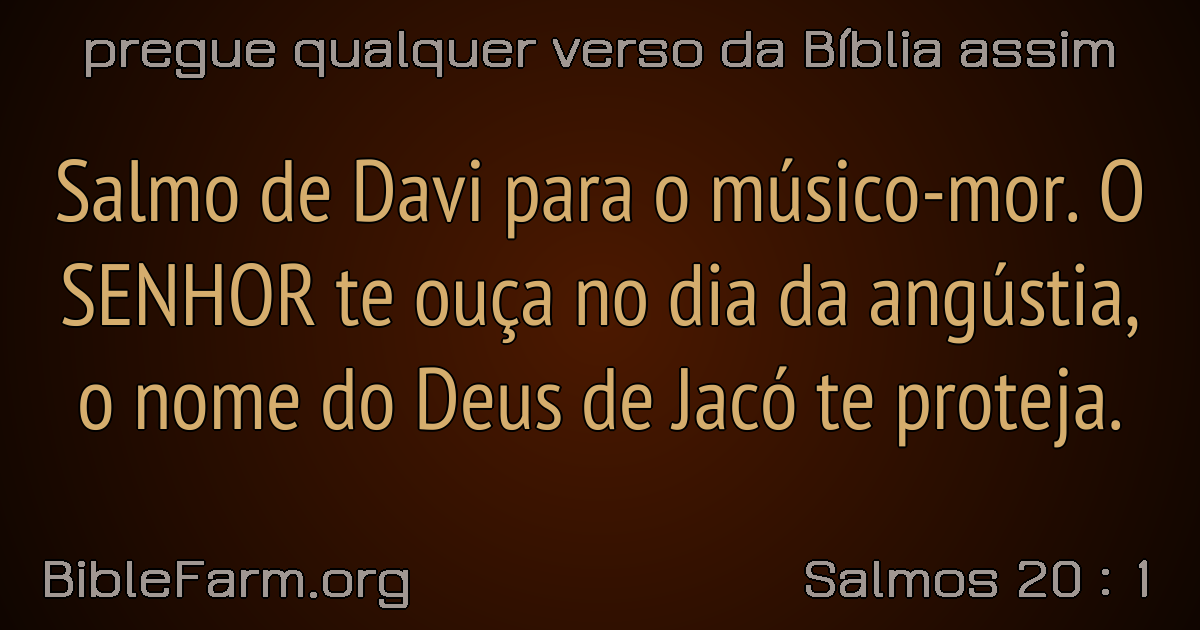 pregue qualquer verso da Bíblia assim
Salmo de Davi para o músico-mor. O
SENHOR te ouça no dia da angústia,
o nome do Deus de Jacó te proteja.
BibleFarm.org
Salmos 20 : 1